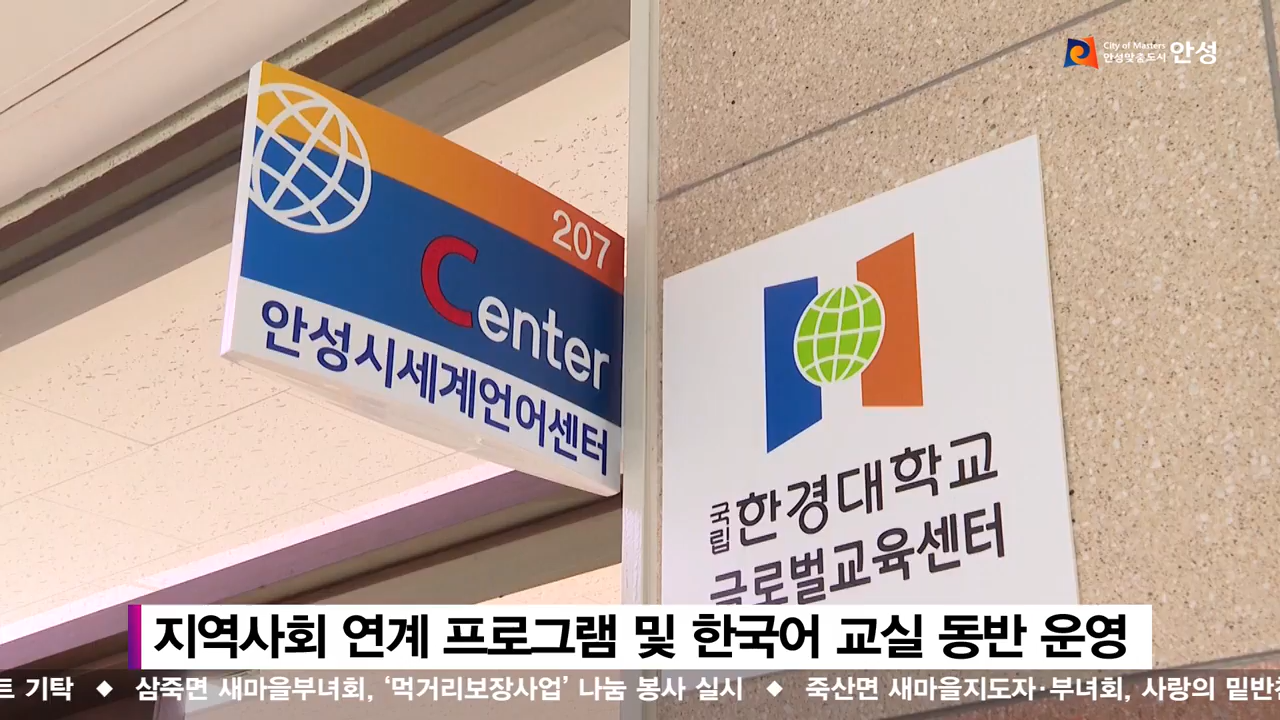 City of Matters
안성맞춤도시 안성
207
Center
안성시세계언어센터
국립 한경대학교
글로벌교육센터
지역사회 연계 프로그램 및 한국어 교실 동반 운영
트 기탁 ◆ 삼죽면 새마을부녀회, ‘먹거리보장사업’ 나눔 봉사 실시 ◆ 죽산면 새마을지도자·부녀회, 사랑의 밑반찬